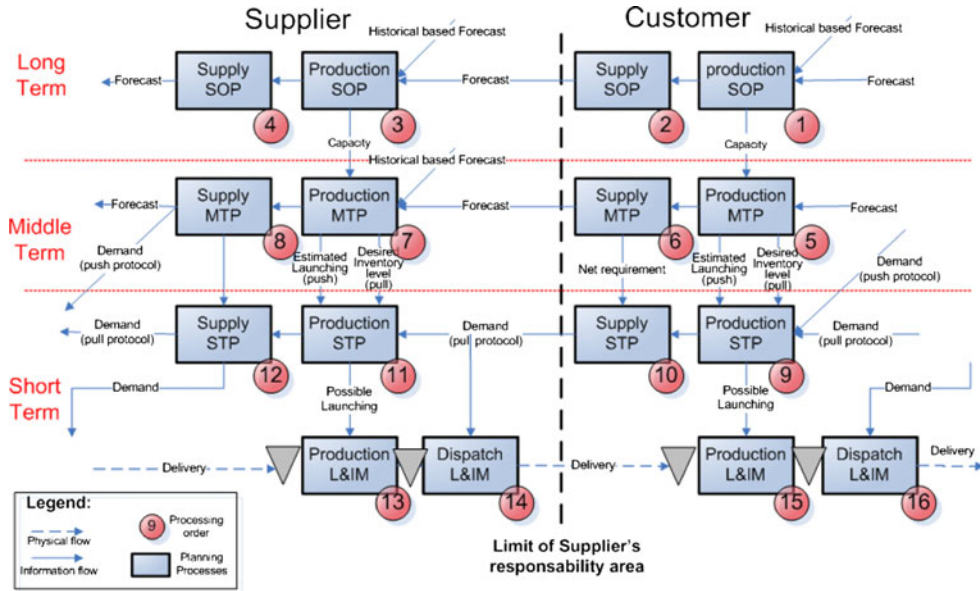 Supplier
Customer
Long
Term
Historical based Forecast
Historical based Forecast
Forecast
Supply
SOP
4
Production
SOP
3
Forecast
Supply
SOP
2
production
SOP
1
Forecast
Capacity
Capacity
Historical based Forecast
Middle
Term
Forecast
Supply
MTP
8
Production
MTP
7
Forecast
Supply
MTP
6
Production
MTP
5
Forecast
Demand
(push protocol)
Estimated
Launching
(push)
Desired
Inventory
level
(pull)
Net requirement
Estimated
Launching
(push)
Desired
Inventory
level
(pull)
Demand
(push protocol)
Short
Term
Demand
(pull protocol)
Supply
STP
12
Production
STP
11
Demand
(pull protocol)
Supply
STP
10
Production
STP
9
Demand
(pull protocol)
Demand
Possible
Launching
Possible
Launching
Demand
Delivery
Production
L&IM
13
Dispatch
L&IM
14
Delivery
Production
L&IM
15
Dispatch
L&IM
16
Delivery
Limit of Supplier's
responsability area
Legend:
Physical flow
Information flow
9
Processing
order
Planning
Processes